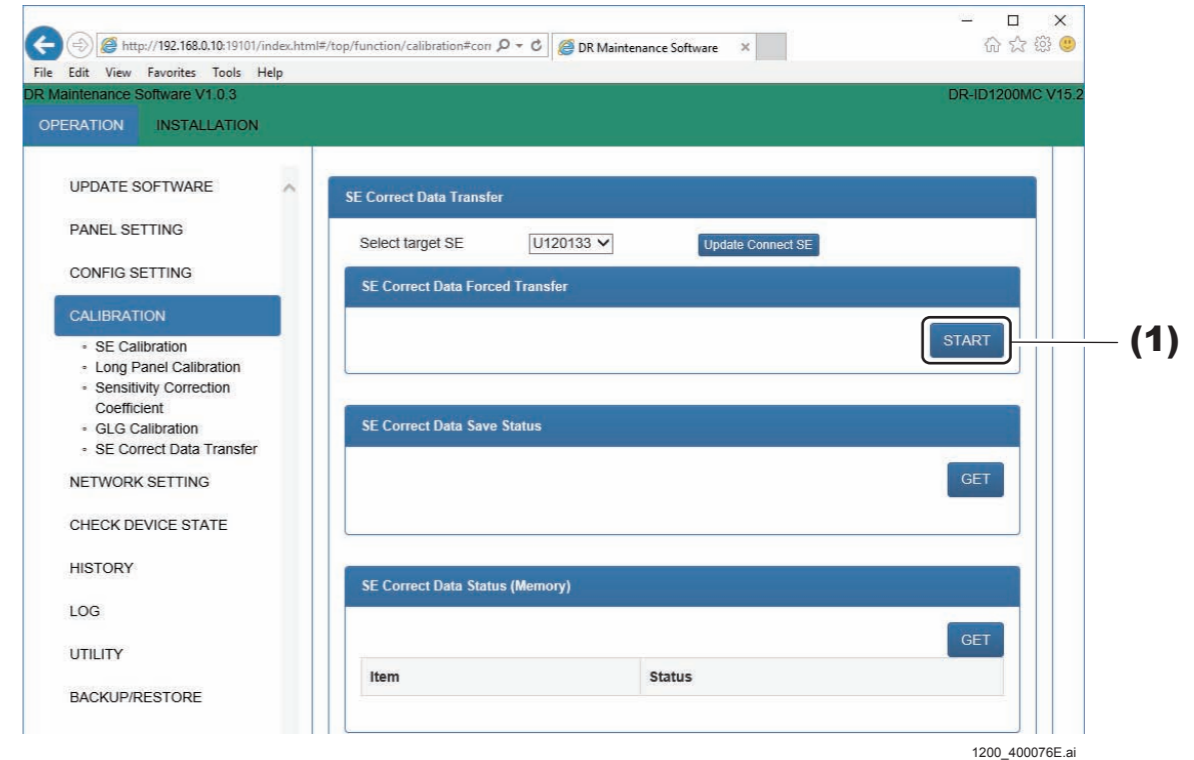 http://192.168.0.10:19101/index.html#/top/function/calibration#con
DR Maintenance Software
File Edit View Favorites Tools Help
DR Maintenance Software V1.0.3
DR-ID1200MC V15.2
OPERATION INSTALLATION
UPDATE SOFTWARE
PANEL SETTING
CONFIG SETTING
CALIBRATION
SE Calibration
Long Panel Calibration
Sensitivity Correction
Coefficient
GLG Calibration
SE Correct Data Transfer
NETWORK SETTING
CHECK DEVICE STATE
HISTORY
LOG
UTILITY
BACKUP/RESTORE
SE Correct Data Transfer
Select target SE U120133 Update Connect SE
SE Correct Data Forced Transfer
START
(1)
SE Correct Data Save Status
GET
SE Correct Data Status (Memory)
GET
Item Status
1200_400076E.ai